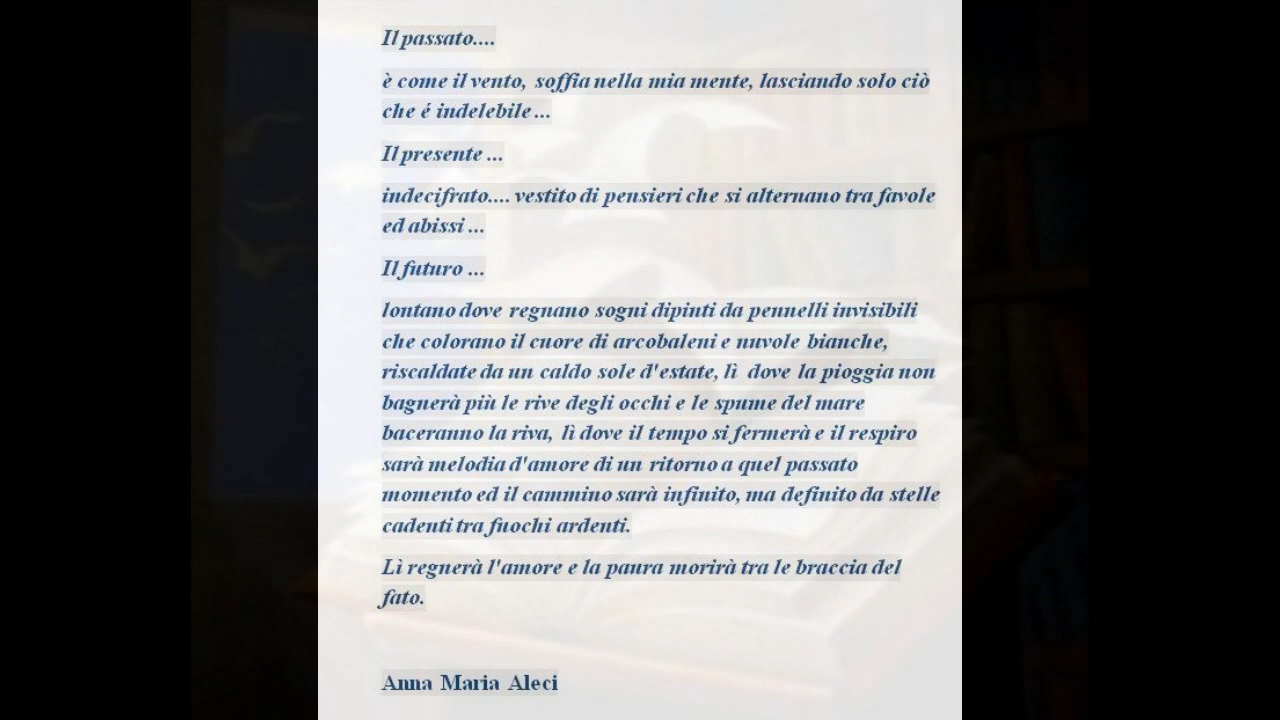 Il passato....
è come il vento, soffia nella mia mente, lasciando solo ciò
che é indelebile ...
Il presente ...
indecifrato.... vestito di pensieri che si alternano tra favole
ed abissi ...
Il futuro ...
lontano dove regnano sogni dipinti da pennelli invisibili
che colorano il cuore di arcobaleni e nuvole bianche,
riscaldate da un caldo sole d'estate, lì dove la pioggia non
bagnerà più le rive degli occhi e le spume del mare
baceranno la riva, lì dove il tempo si fermerà e il respiro
sarà melodia d'amore di un ritorno a quel passato
momento ed il cammino sarà infinito, ma definito da stelle
cadenti tra fuochi ardenti.
Lì regnerà l'amore e la paura morirà tra le braccia del
fato.
Anna Maria Aleci